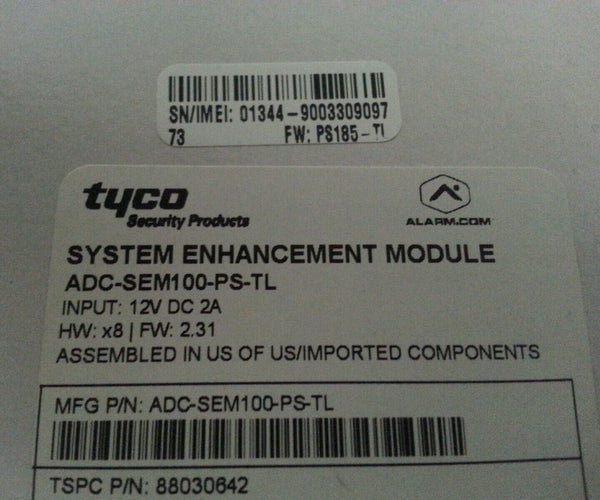 SN/IMEI: 01344-9003309097
73 FW: PS185-TL
tyco
Security Products
ALARM.COM
SYSTEM ENHANCEMENT MODULE
ADC-SEM100-PS-TL
INPUT: 12V DC 2A
HW: x8 | FW: 2.31
ASSEMBLED IN US OF US/IMPORTED COMPONENTS
MFG P/N: ADC-SEM100-PS-TL
TSPC P/N: 88030642